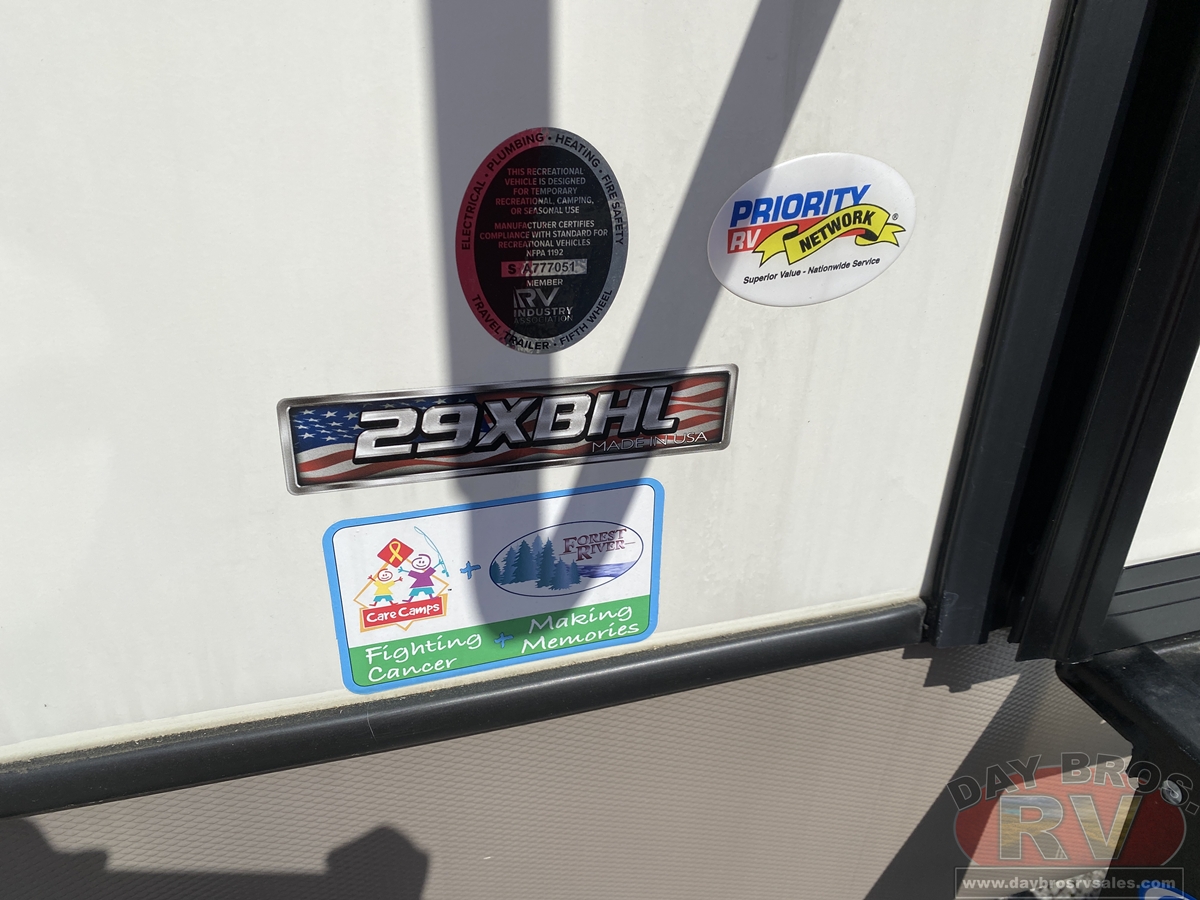 ELECTRICAL • PLUMBING • HEATING • FIRE SAFETY
THIS RECREATIONAL
VEHICLE IS DESIGNED
FOR TEMPORARY
RECREATIONAL, CAMPING,
OR SEASONAL USE
MANUFACTURER CERTIFIES
COMPLIANCE WITH STANDARD FOR
RECREATIONAL VEHICLES
NFPA 1192
S A777051
MEMBER
RV
INDUSTRY
ASSOCIATION
TRAVEL TRAILER • FIFTH WHEEL
PRIORITY
RV NETWORK®
Superior Value - Nationwide Service
29XBHL
MADE IN USA
Care Camps™
+
FOREST
RIVER
Fighting
Cancer
+
Making
Memories
DAY BROS.
RV
www.daybrosrvsales.com